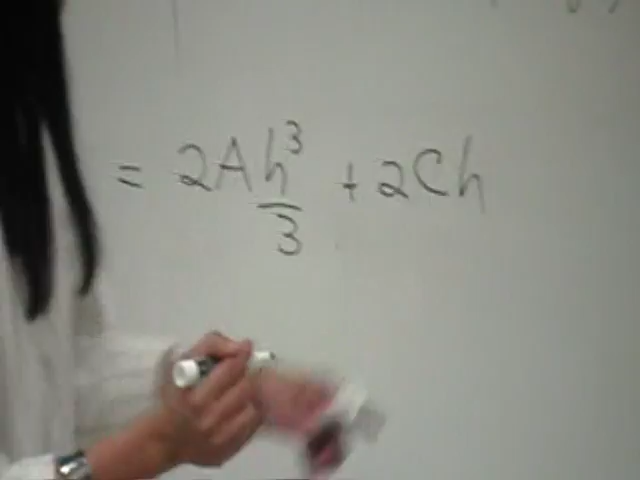 = 2Ah³/3 + 2Ch